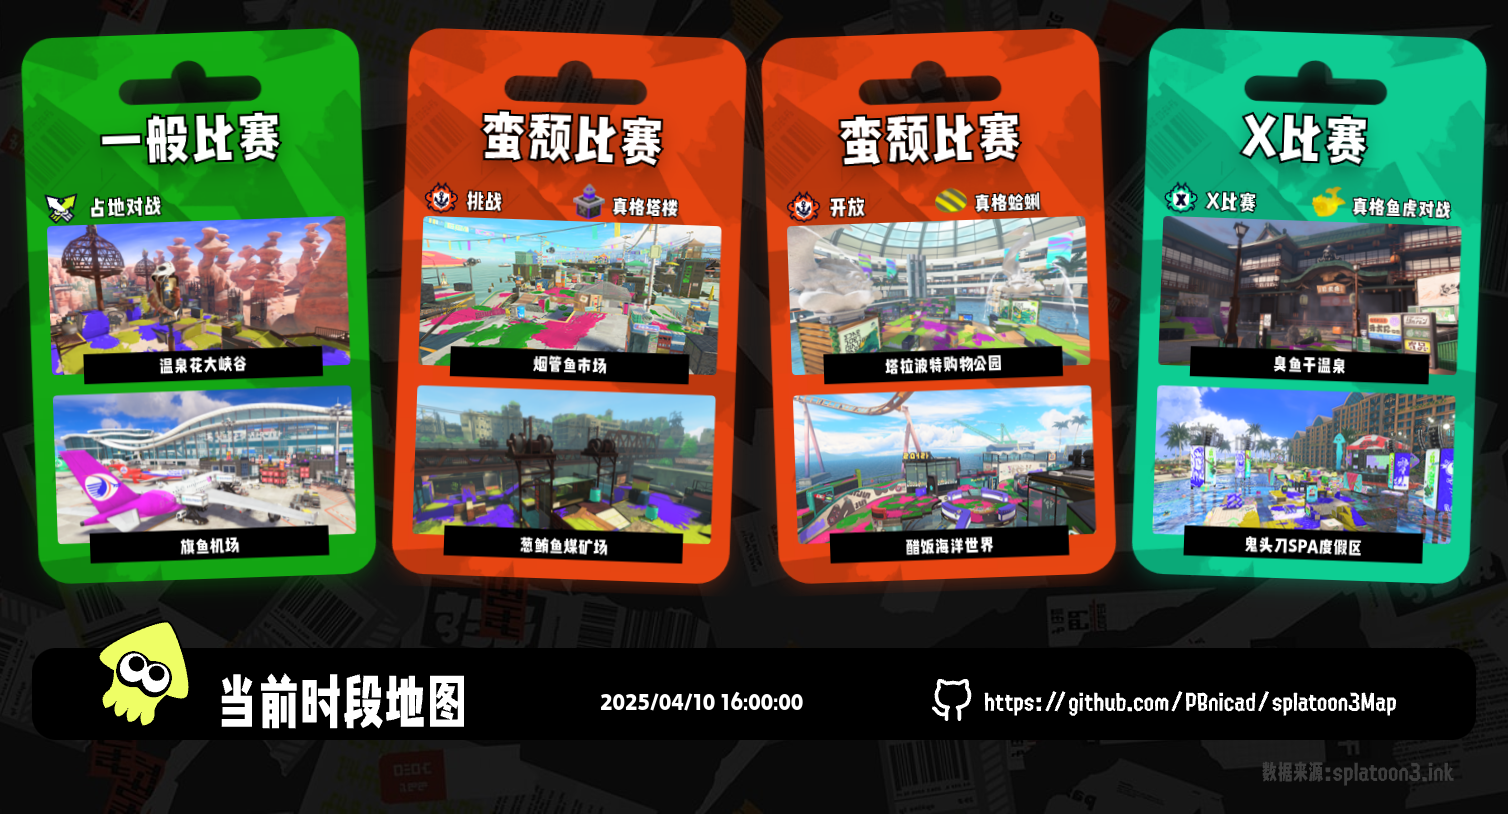 一般比赛
占地对战
温泉花大峡谷
旗鱼机场
蛮颓比赛
挑战
真格塔楼
烟管鱼市场
葱鲔鱼煤矿场
蛮颓比赛
开放
真格蛤蜊
塔拉波特购物公园
醋饭海洋世界
X比赛
X比赛
真格鱼虎对战
臭鱼干温泉
鬼头刀SPA度假区
当前时段地图
2025/04/10 16:00:00
https://github.com/PBnicad/splatoon3Map
数据来源:splatoon3.ink